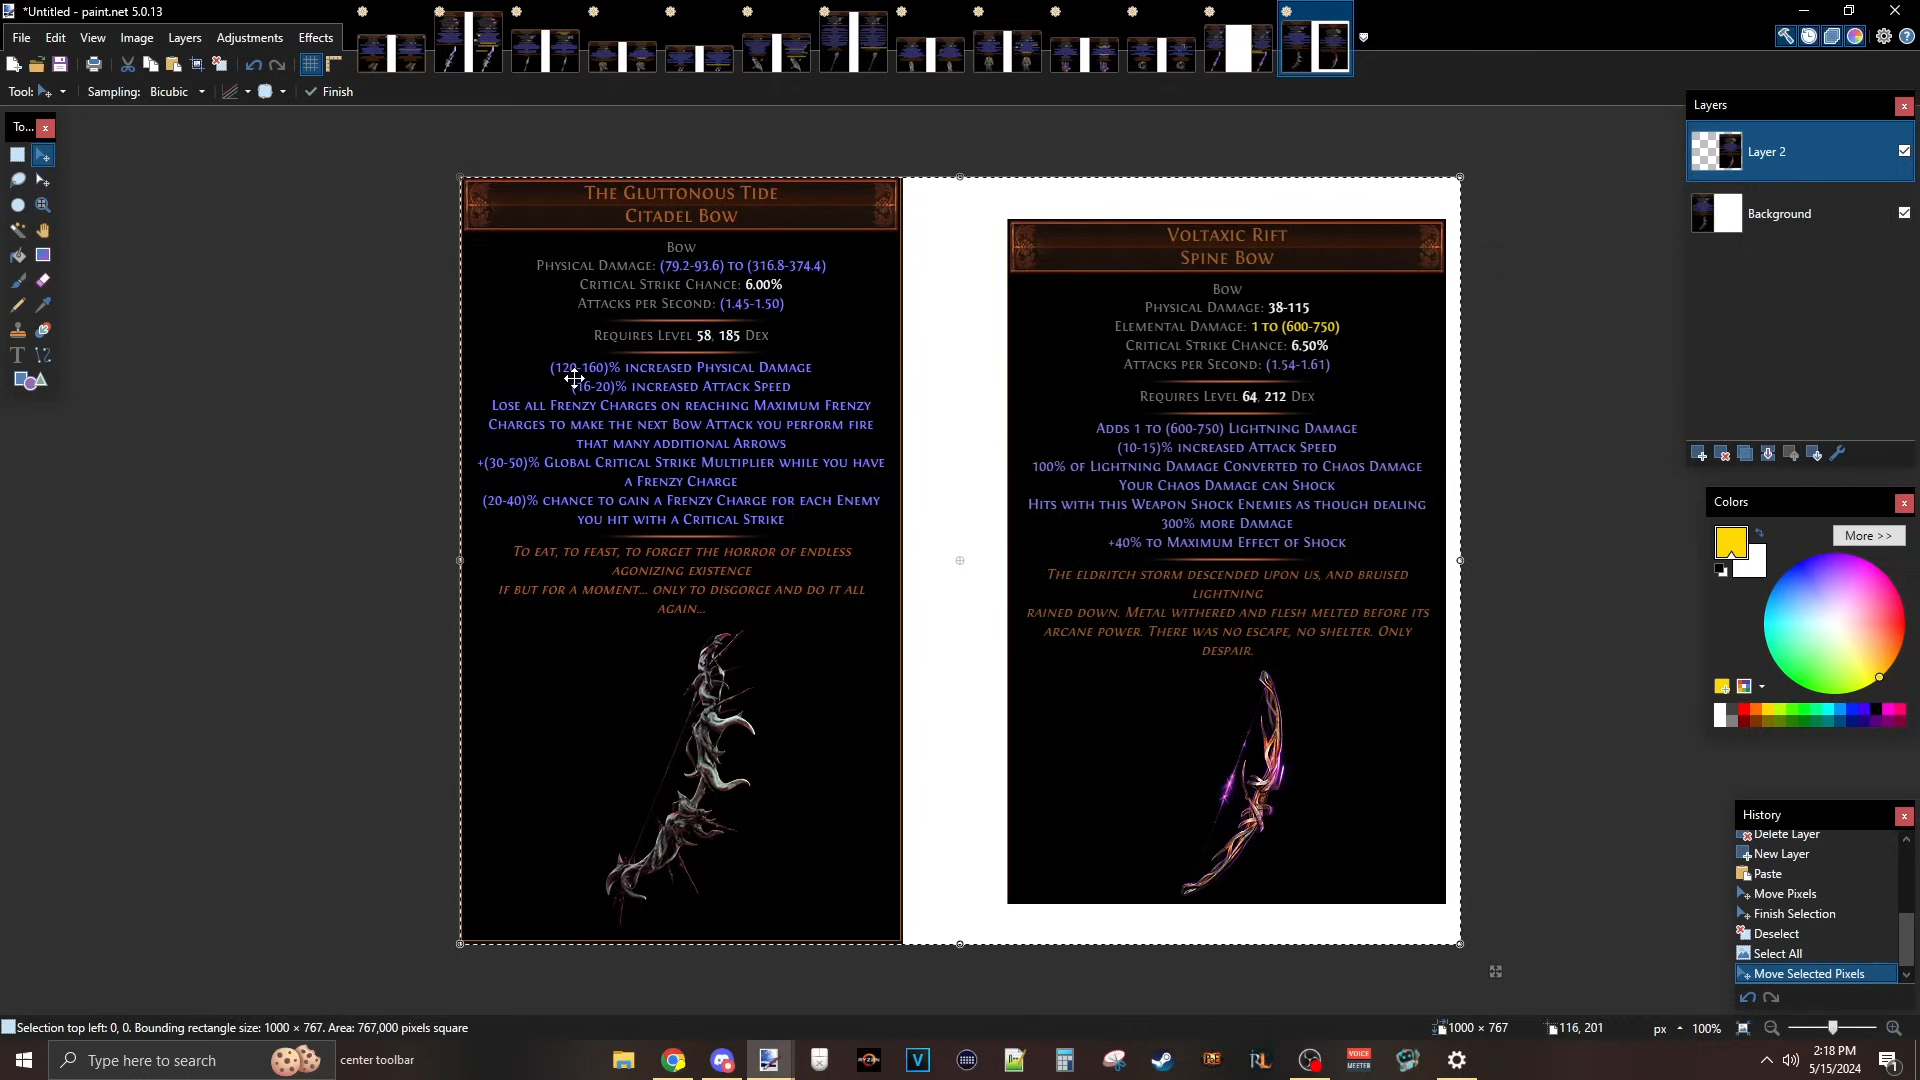 *Untitled - paint.net 5.0.13
File Edit View Image Layers Adjustments Effects
Tool: Sampling: Bicubic Finish
To...
Layers
Layer 2
Background
THE GLUTTONOUS TIDE
CITADEL BOW
BOW
PHYSICAL DAMAGE: (79.2-93.6) TO (316.8-374.4)
CRITICAL STRIKE CHANCE: 6.00%
ATTACKS PER SECOND: (1.45-1.50)
REQUIRES LEVEL 58, 185 DEX
(120-160)% INCREASED PHYSICAL DAMAGE
(16-20)% INCREASED ATTACK SPEED
LOSE ALL FRENZY CHARGES ON REACHING MAXIMUM FRENZY
CHARGES TO MAKE THE NEXT BOW ATTACK YOU PERFORM FIRE
THAT MANY ADDITIONAL ARROWS
+(30-50)% GLOBAL CRITICAL STRIKE MULTIPLIER WHILE YOU HAVE
A FRENZY CHARGE
(20-40)% CHANCE TO GAIN A FRENZY CHARGE FOR EACH ENEMY
YOU HIT WITH A CRITICAL STRIKE
TO EAT, TO FEAST, TO FORGET THE HORROR OF ENDLESS
AGONIZING EXISTENCE
IF BUT FOR A MOMENT... ONLY TO DISGORGE AND DO IT ALL
AGAIN...
VOLTAXIC RIFT
SPINE BOW
BOW
PHYSICAL DAMAGE: 38-115
ELEMENTAL DAMAGE: 1 TO (600-750)
CRITICAL STRIKE CHANCE: 6.50%
ATTACKS PER SECOND: (1.54-1.61)
REQUIRES LEVEL 64, 212 DEX
ADDS 1 TO (600-750) LIGHTNING DAMAGE
(10-15)% INCREASED ATTACK SPEED
100% OF LIGHTNING DAMAGE CONVERTED TO CHAOS DAMAGE
YOUR CHAOS DAMAGE CAN SHOCK
HITS WITH THIS WEAPON SHOCK ENEMIES AS THOUGH DEALING
300% MORE DAMAGE
+40% TO MAXIMUM EFFECT OF SHOCK
THE ELDRITCH STORM DESCENDED UPON US, AND BRUISED
LIGHTNING
RAINED DOWN. METAL WITHERED AND FLESH MELTED BEFORE ITS
ARCANE POWER. THERE WAS NO ESCAPE, NO SHELTER. ONLY
DESPAIR.
Colors
More >>
History
Delete Layer
New Layer
Paste
Move Pixels
Finish Selection
Deselect
Select All
Move Selected Pixels
Selection top left: 0, 0. Bounding rectangle size: 1000 × 767. Area: 767,000 pixels square
1000 × 767 116, 201 px 100%
Type here to search
center toolbar
RYZEN
V
PoE
RL
VOICE
MEETER
2:18 PM
5/15/2024
1